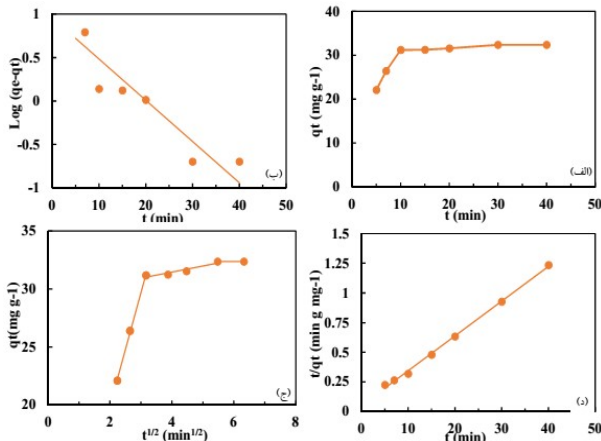 Log (qe-qt)
1
0.5
0
-0.5
-1
0 10 20 30 40 50
t (min)
(ب)
qt (mg g-1)
40
30
20
10
0
0 10 20 30 40 50
t (min)
(الف)
qt(mg g-1)
35
30
25
20
0 2 4 6 8
t1/2 (min1/2)
(ج)
t/qt (min g mg-1)
1.5
1.25
1
0.75
0.5
0.25
0
0 10 20 30 40 50
t (min)
(د)